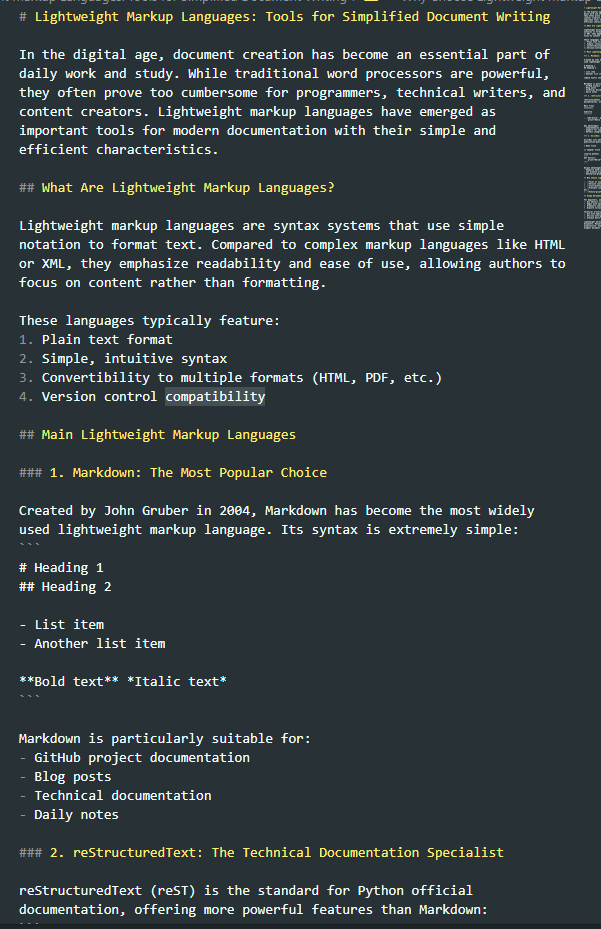 # Lightweight Markup Languages: Tools for Simplified Document Writing

In the digital age, document creation has become an essential part of
daily work and study. While traditional word processors are powerful,
they often prove too cumbersome for programmers, technical writers, and
content creators. Lightweight markup languages have emerged as
important tools for modern documentation with their simple and
efficient characteristics.

## What Are Lightweight Markup Languages?

Lightweight markup languages are syntax systems that use simple
notation to format text. Compared to complex markup languages like HTML
or XML, they emphasize readability and ease of use, allowing authors to
focus on content rather than formatting.

These languages typically feature:
1. Plain text format
2. Simple, intuitive syntax
3. Convertibility to multiple formats (HTML, PDF, etc.)
4. Version control compatibility

## Main Lightweight Markup Languages

### 1. Markdown: The Most Popular Choice

Created by John Gruber in 2004, Markdown has become the most widely
used lightweight markup language. Its syntax is extremely simple:
```
# Heading 1
## Heading 2

- List item
- Another list item

**Bold text** *Italic text*
```

Markdown is particularly suitable for:
- GitHub project documentation
- Blog posts
- Technical documentation
- Daily notes

### 2. reStructuredText: The Technical Documentation Specialist

reStructuredText (reST) is the standard for Python official
documentation, offering more powerful features than Markdown:
```